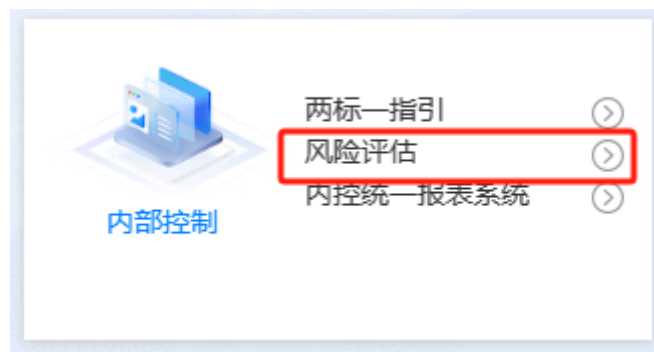 两标一指引
风险评估
内控统一报表系统
内部控制